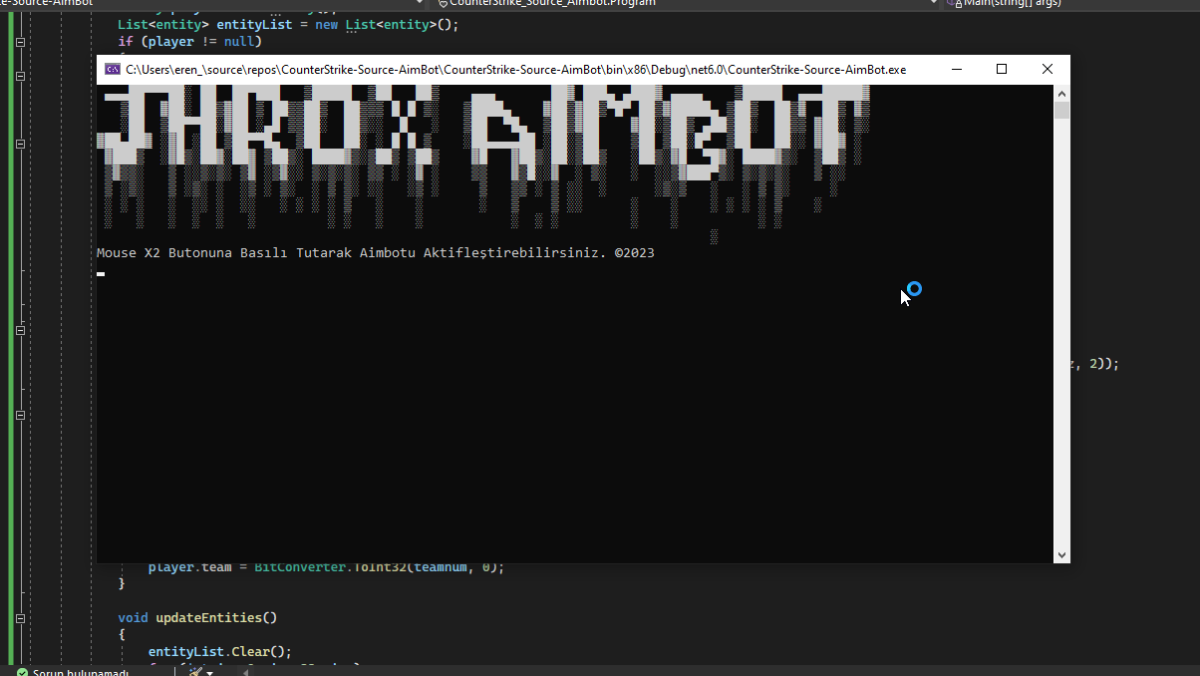 e-Source-AimBot
CounterStrike_Source_Aimbot.Program
Main(string[] args)
List<entity> entityList = new List<entity>();
if (player != null)
C:\Users\eren_\source\repos\CounterStrike-Source-AimBot\CounterStrike-Source-AimBot\bin\x86\Debug\net6.0\CounterStrike-Source-AimBot.exe
THROX AIMBOT
Mouse X2 Butonuna Basılı Tutarak Aimbotu Aktifleştirebilirsiniz. ©2023
z, 2));
player.team = BitConverter.ToInt32(teamnum, 0);
}
void updateEntities()
{
entityList.Clear();
Sorun bulunamadı